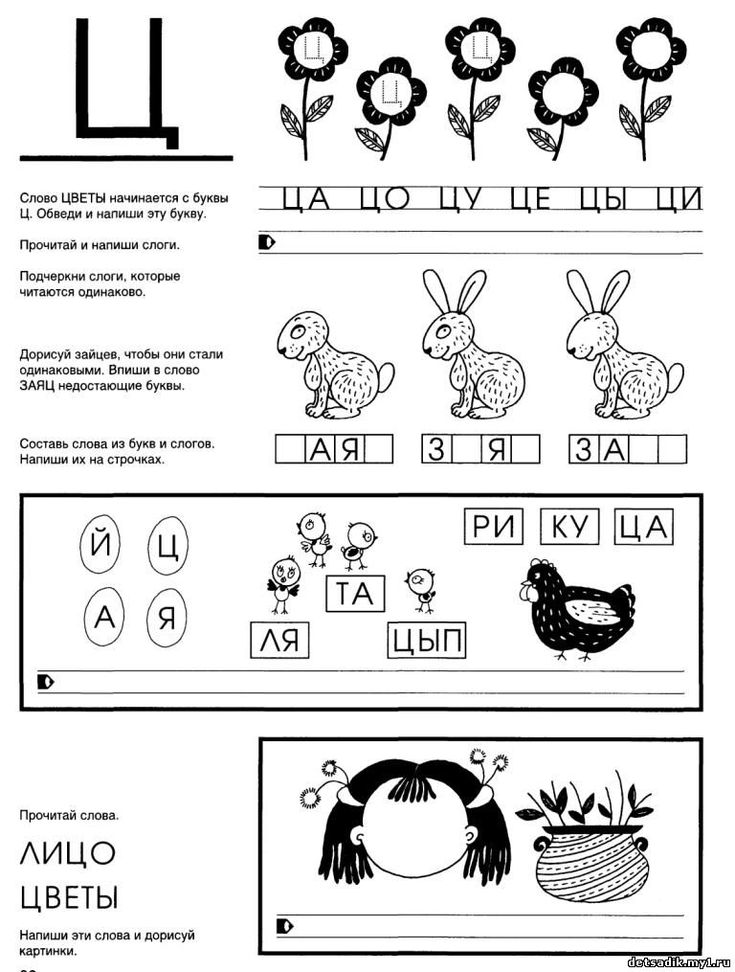 Ц
Ц Ц Ц
Слово ЦВЕТЫ начинается с буквы
Ц. Обведи и напиши эту букву.
ЦА ЦО ЦУ ЦЕ ЦЫ ЦИ
Прочитай и напиши слоги.
Подчеркни слоги, которые
читаются одинаково.
Дорисуй зайцев, чтобы они стали
одинаковыми. Впиши в слово
ЗАЯЦ недостающие буквы.
Составь слова из букв и слогов.
Напиши их на строчках.
АЯ З Я ЗА
Й Ц
А Я
ТА
ЛЯ ЦЫП
РИ КУ ЦА
Прочитай слова.
ЛИЦО
ЦВЕТЫ
Напиши эти слова и дорисуй
картинки.
detsadik.my1.ru